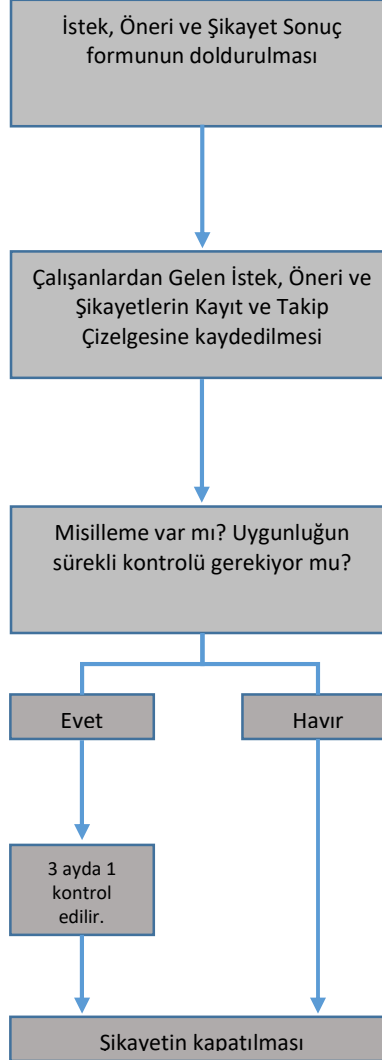 İstek, Öneri ve Şikayet Sonuç
formunun doldurulması
Çalışanlardan Gelen İstek, Öneri ve
Şikayetlerin Kayıt ve Takip
Çizelgesine kaydedilmesi
Misilleme var mı? Uygunluğun
sürekli kontrolü gerekiyor mu?
Evet
Hayır
3 ayda 1
kontrol
edilir.
Şikayetin kapatılması